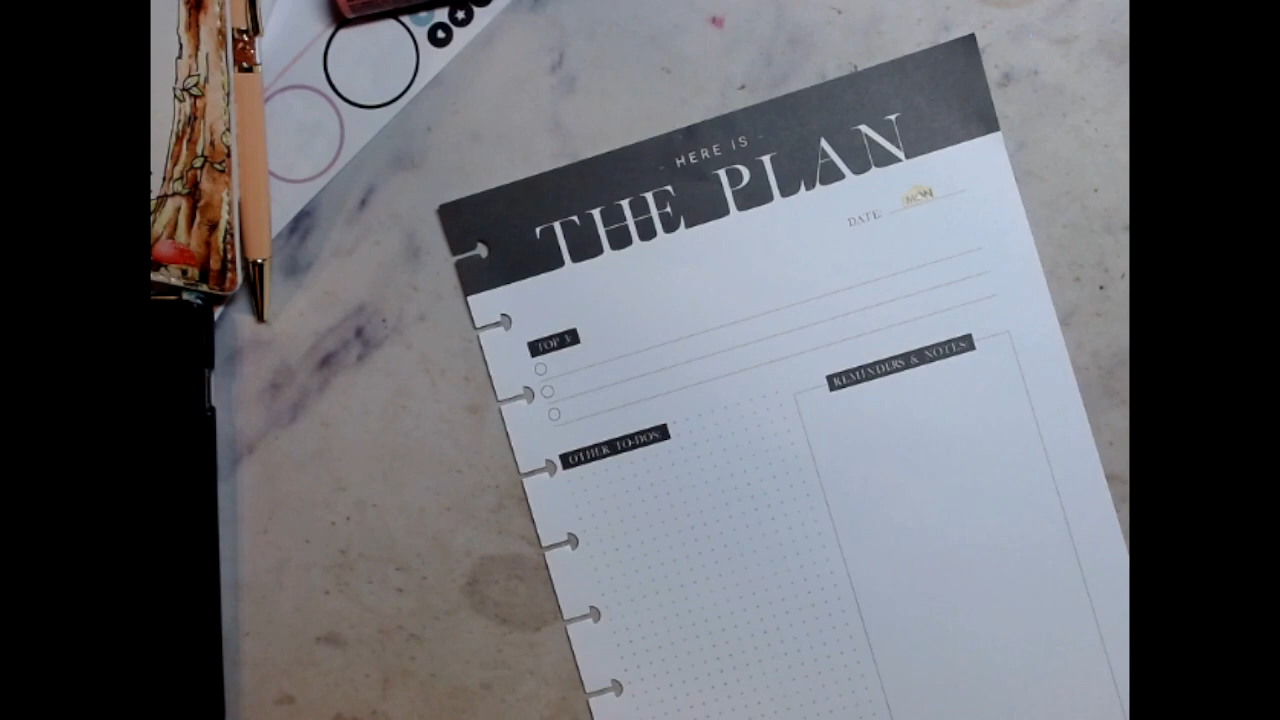 - HERE IS -
THE PLAN
DATE: MON
TOP 3:
REMINDERS & NOTES:
OTHER TO-DOS: